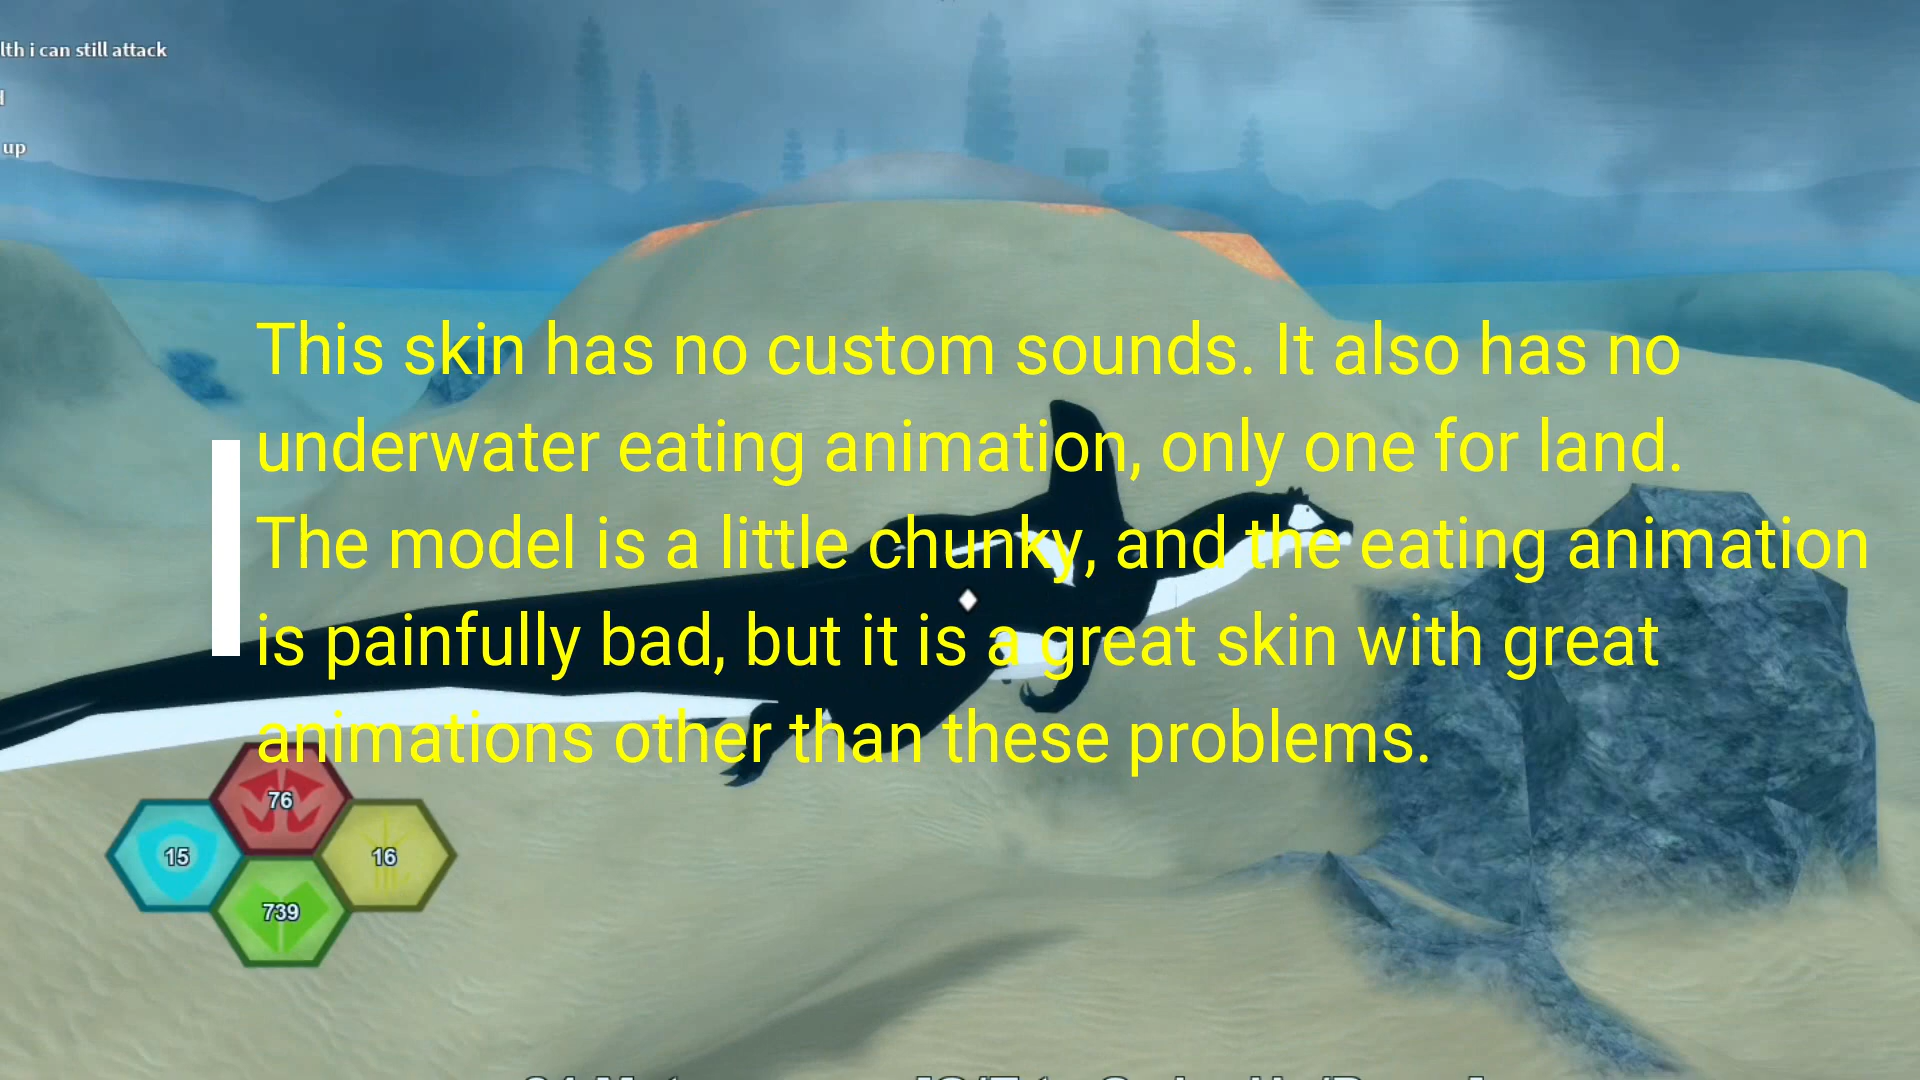 lth i can still attack
up
This skin has no custom sounds. It also has no
underwater eating animation, only one for land.
The model is a little chunky, and the eating animation
is painfully bad, but it is a great skin with great
animations other than these problems.
76
15
16
739